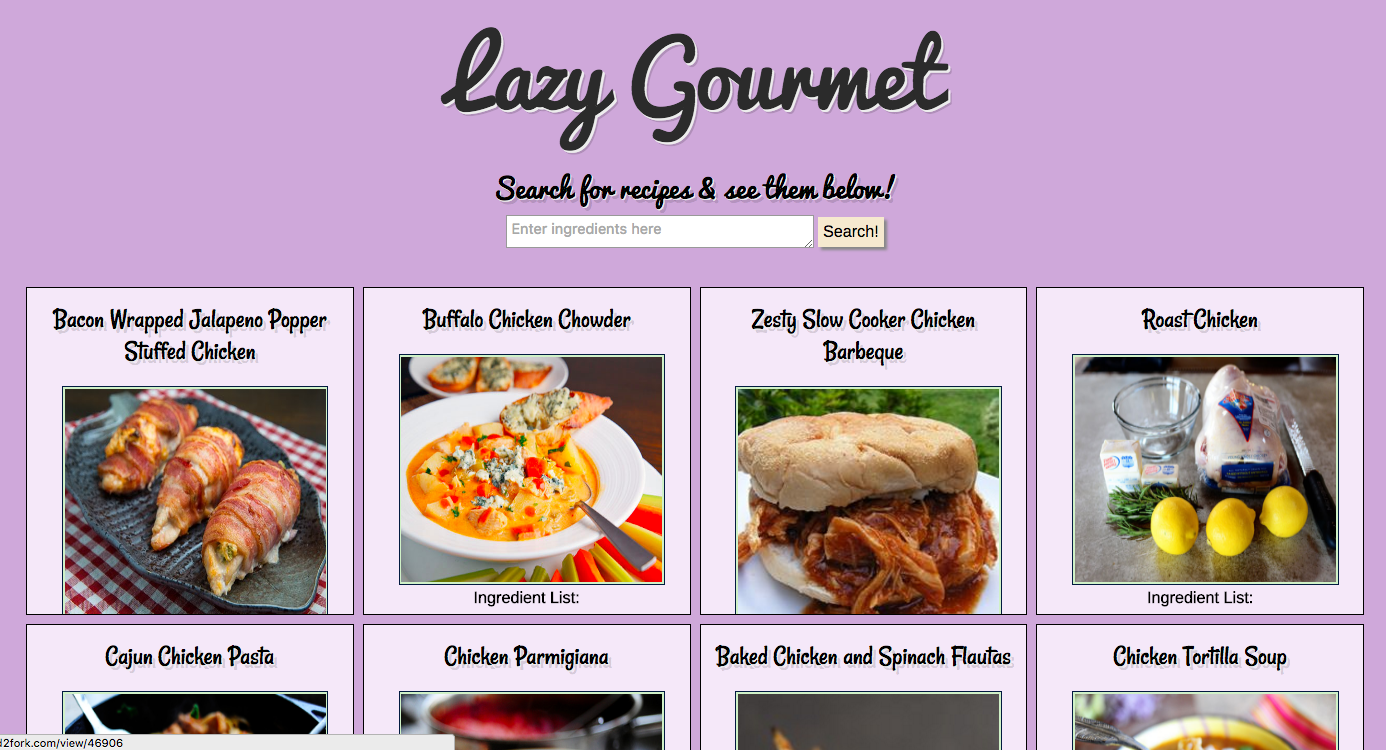 Lazy Gourmet
Search for recipes & see them below!
Enter ingredients here
Search!
Bacon Wrapped Jalapeno Popper
Stuffed Chicken
Buffalo Chicken Chowder
Zesty Slow Cooker Chicken
Barbeque
Roast Chicken
Ingredient List:
Ingredient List:
Cajun Chicken Pasta
Chicken Parmigiana
Baked Chicken and Spinach Flautas
Chicken Tortilla Soup
d2fork.com/view/46906